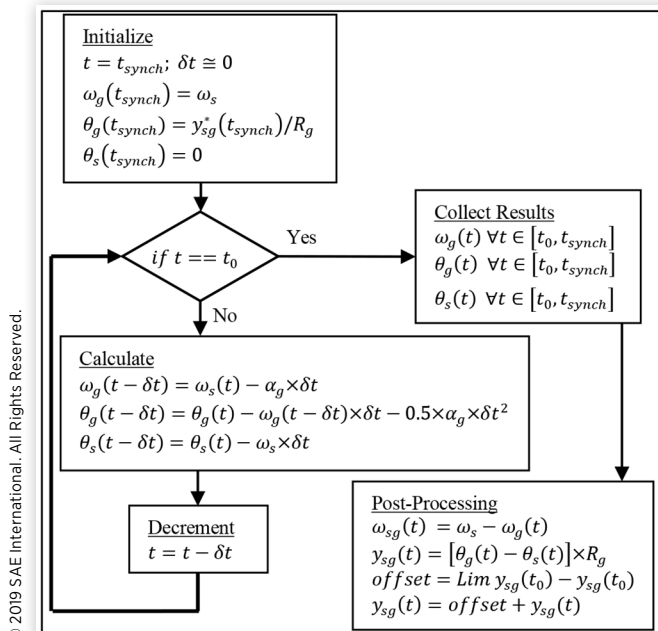 Initialize
t = t_synch; δt ≅ 0
ω_g(t_synch) = ω_s
θ_g(t_synch) = y*_sg(t_synch)/R_g
θ_s(t_synch) = 0
if t == t_0
Yes
No
Collect Results
ω_g(t) ∀t ∈ [t_0, t_synch]
θ_g(t) ∀t ∈ [t_0, t_synch]
θ_s(t) ∀t ∈ [t_0, t_synch]
Calculate
ω_g(t − δt) = ω_s(t) − α_g×δt
θ_g(t − δt) = θ_g(t) − ω_g(t − δt)×δt − 0.5×α_g×δt²
θ_s(t − δt) = θ_s(t) − ω_s×δt
Decrement
t = t − δt
Post-Processing
ω_sg(t) = ω_s − ω_g(t)
y_sg(t) = [θ_g(t) − θ_s(t)]×R_g
offset = Lim y_sg(t_0) − y_sg(t_0)
y_sg(t) = offset + y_sg(t)
2019 SAE International. All Rights Reserved.